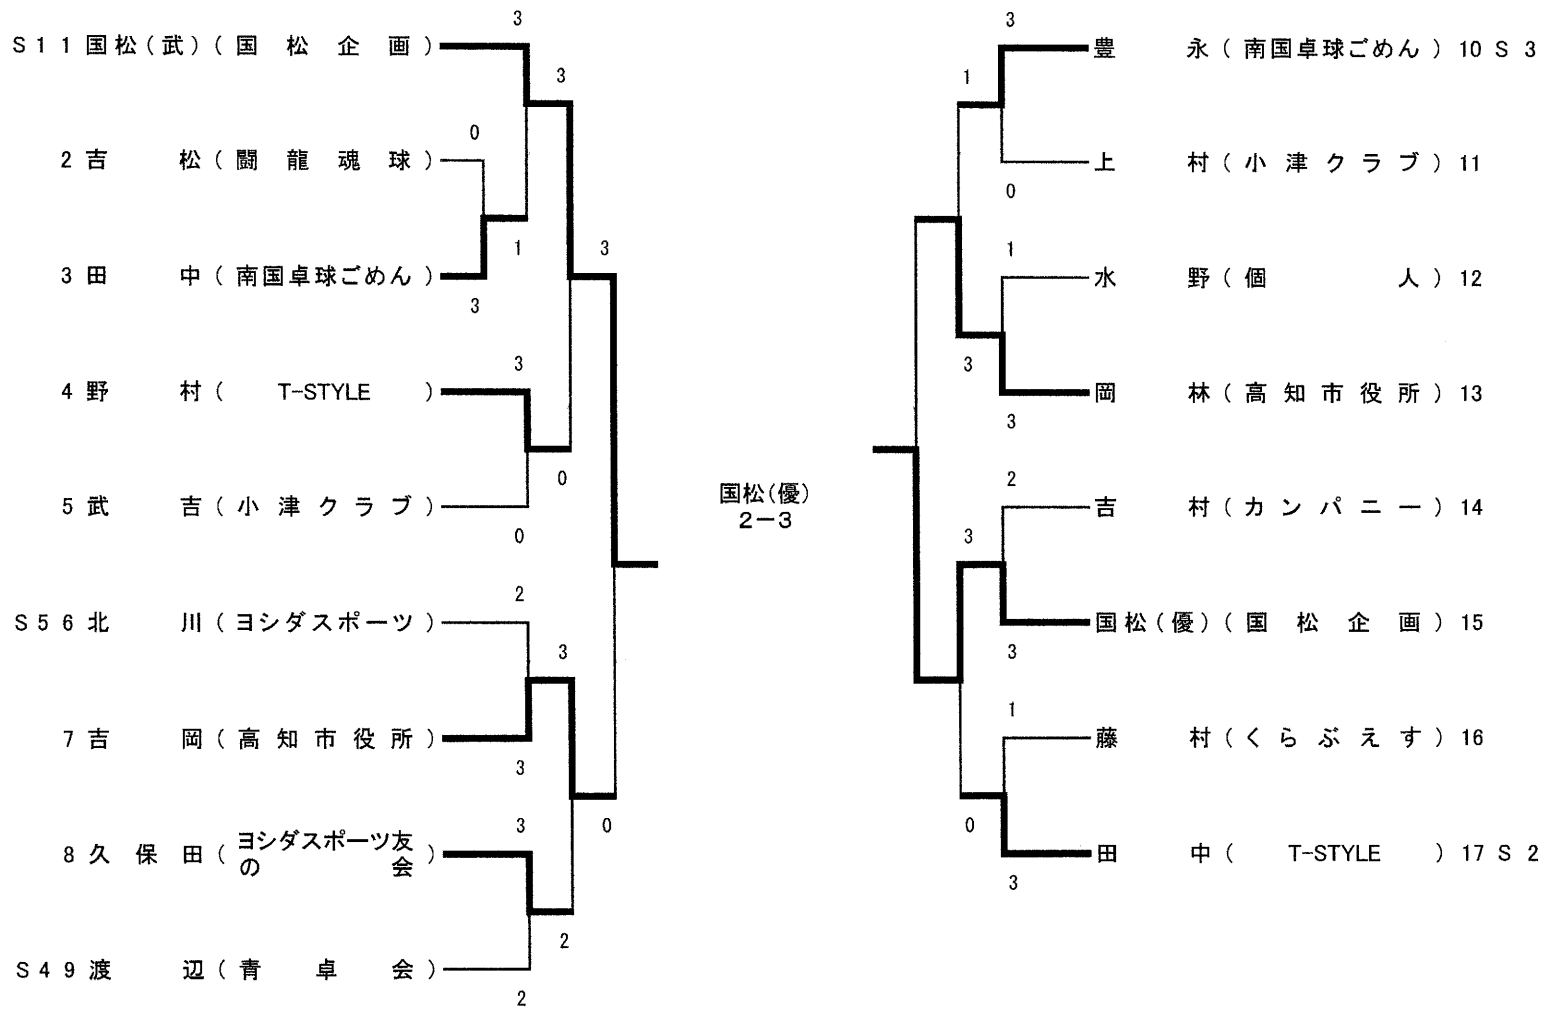 3
S11国松(武)(国松企画)
3
0
2吉松(闘龍魂球)
1
3
3田中(南国卓球ごめん)
3
3
4野村(T-STYLE)
0
5武吉(小津クラブ)
0
2
S56北川(ヨシダスポーツ)
3
7吉岡(高知市役所)
3
3
0
8久保田(ヨシダスポーツ友の会)
2
S49渡辺(青卓会)
2
国松(優)
2-3
3
豊永(南国卓球ごめん)10S3
1
上村(小津クラブ)11
0
1
水野(個人)12
3
岡林(高知市役所)13
3
2
吉村(カンパニー)14
3
国松(優)(国松企画)15
3
1
藤村(くらぶえす)16
0
田中(T-STYLE)17S2
3